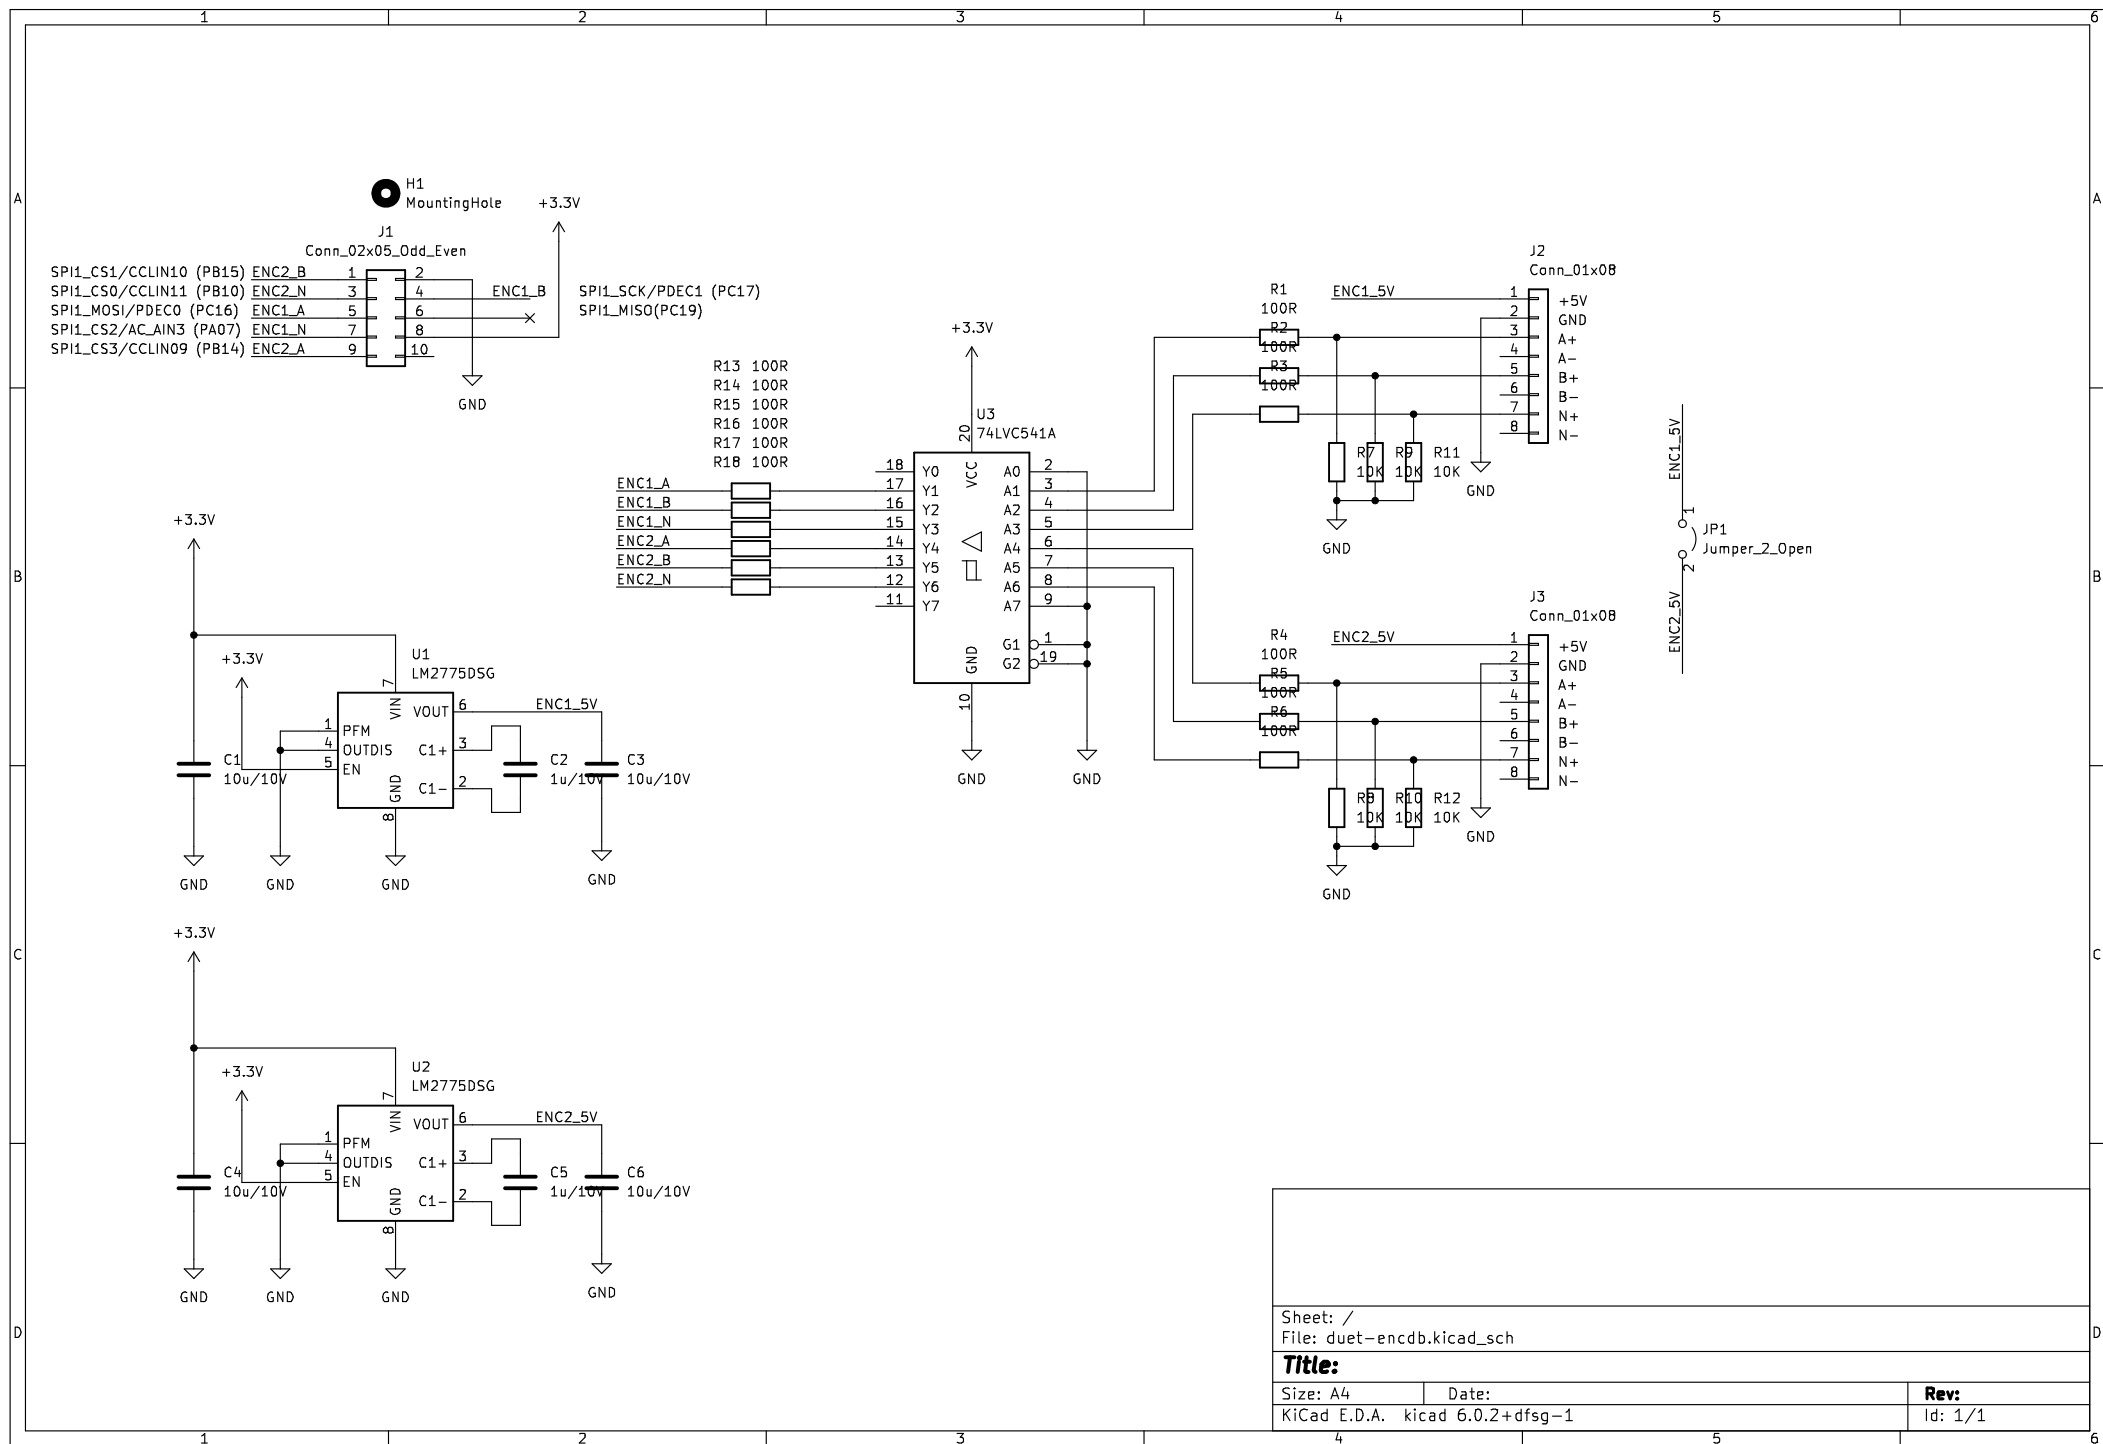 1 2 3 4 5 6
A A
B B
C C
D D
H1
MountingHole
+3.3V
J1
Conn_02x05_Odd_Even
SPI1_CS1/CCLIN10 (PB15) ENC2_B 1 2
SPI1_CS0/CCLIN11 (PB10) ENC2_N 3 4 ENC1_B SPI1_SCK/PDEC1 (PC17)
SPI1_MOSI/PDEC0 (PC16) ENC1_A 5 6 SPI1_MISO(PC19)
SPI1_CS2/AC_AIN3 (PA07) ENC1_N 7 8
SPI1_CS3/CCLIN09 (PB14) ENC2_A 9 10
GND
R13 100R
R14 100R
R15 100R
R16 100R
R17 100R
R18 100R
ENC1_A
ENC1_B
ENC1_N
ENC2_A
ENC2_B
ENC2_N
+3.3V
U3
74LVC541A
20
VCC
18 Y0 A0 2
17 Y1 A1 3
16 Y2 A2 4
15 Y3 A3 5
14 Y4 A4 6
13 Y5 A5 7
12 Y6 A6 8
11 Y7 A7 9
G1 1
G2 19
GND
10
GND
GND
R1
100R
R2
100R
R3
100R
J2
Conn_01x08
ENC1_5V 1 +5V
2 GND
3 A+
4 A-
5 B+
6 B-
7 N+
8 N-
R7 R9 R11
10K 10K 10K
GND
GND
ENC1_5V
1
JP1
Jumper_2_Open
2
ENC2_5V
R4
100R
R5
100R
R6
100R
J3
Conn_01x08
ENC2_5V 1 +5V
2 GND
3 A+
4 A-
5 B+
6 B-
7 N+
8 N-
R8 R10 R12
10K 10K 10K
GND
GND
+3.3V
+3.3V
U1
LM2775DSG
7
VIN
VOUT 6 ENC1_5V
1 PFM
4 OUTDIS C1+ 3
5 EN
C1- 2
GND
8
C1
10u/10V
C2
1u/10V
C3
10u/10V
GND GND GND GND
+3.3V
+3.3V
U2
LM2775DSG
7
VIN
VOUT 6 ENC2_5V
1 PFM
4 OUTDIS C1+ 3
5 EN
C1- 2
GND
8
C4
10u/10V
C5
1u/10V
C6
10u/10V
GND GND GND GND
Sheet: /
File: duet-encdb.kicad_sch
Title:
Size: A4 Date: Rev:
KiCad E.D.A. kicad 6.0.2+dfsg-1 Id: 1/1
1 2 3 4 5 6